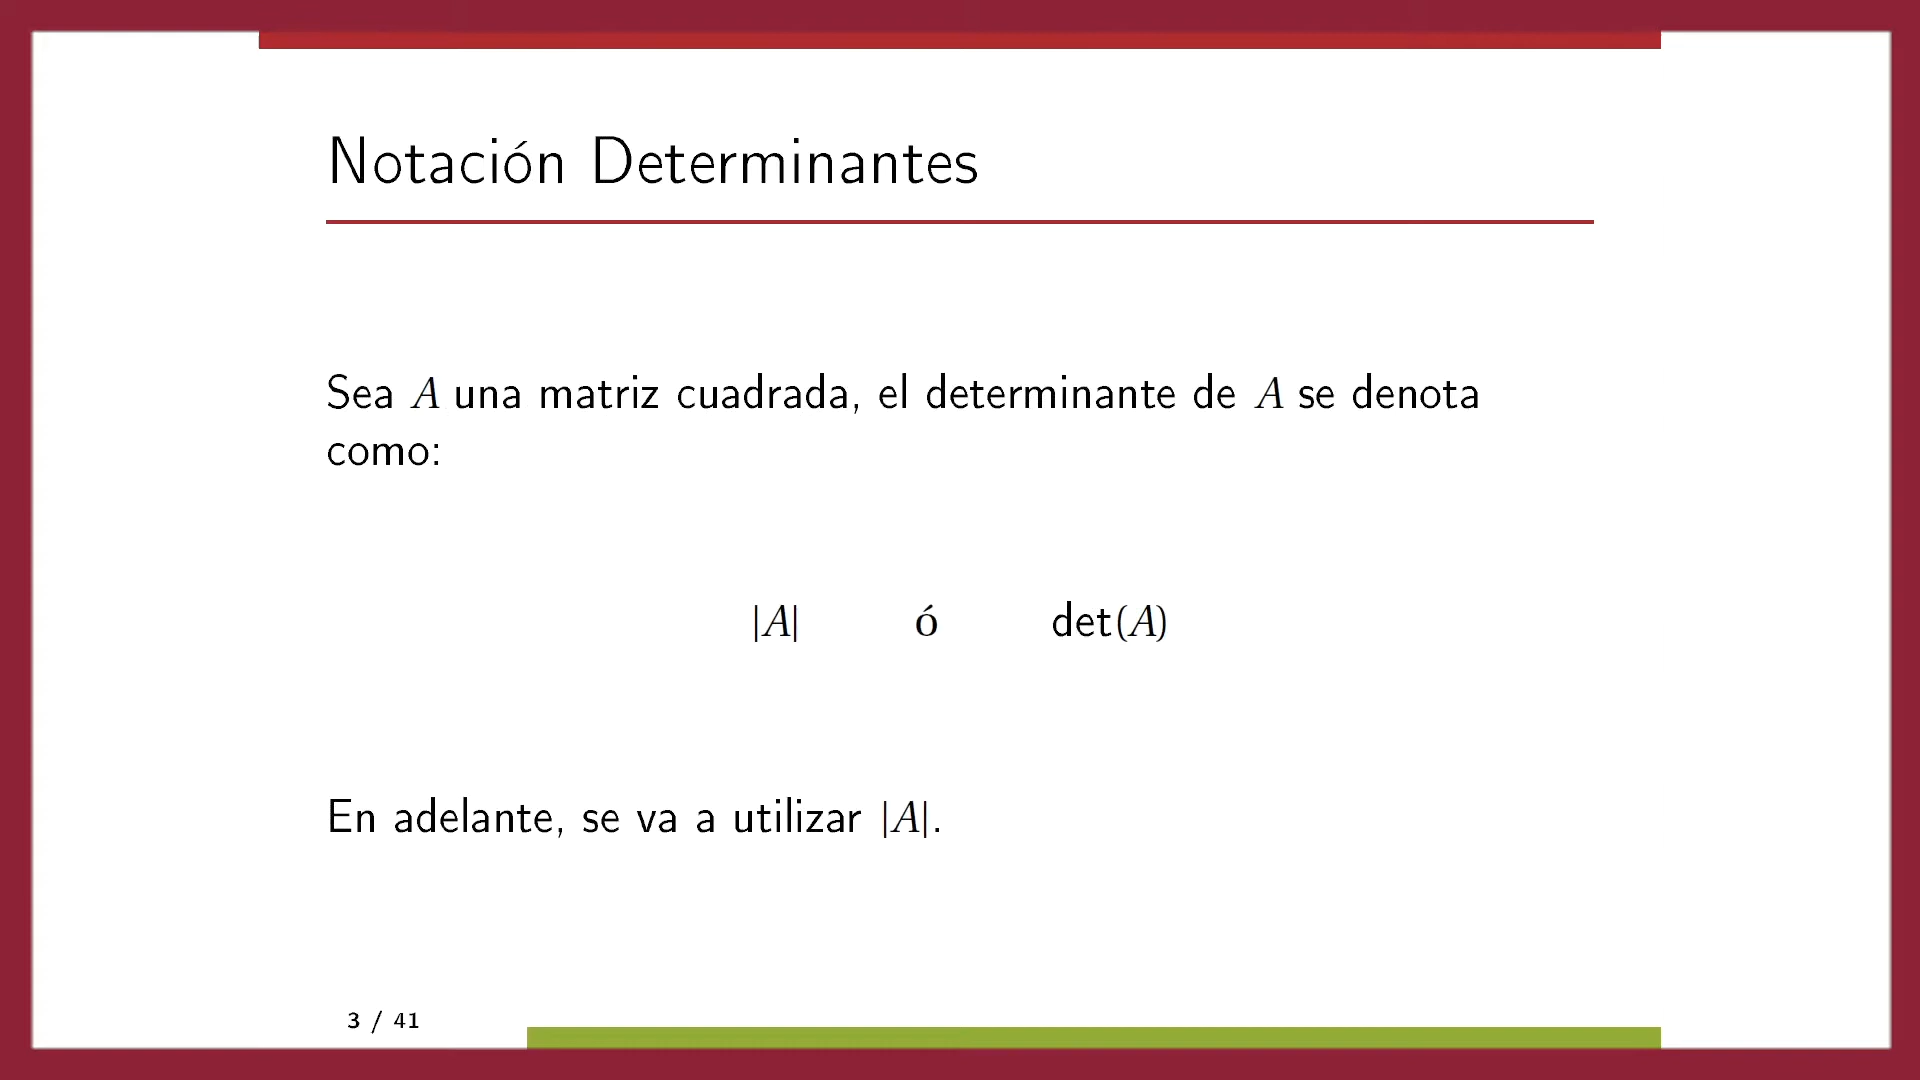 Notación Determinantes
Sea A una matriz cuadrada, el determinante de A se denota
como:
|A| ó det(A)
En adelante, se va a utilizar |A|.
3 / 41